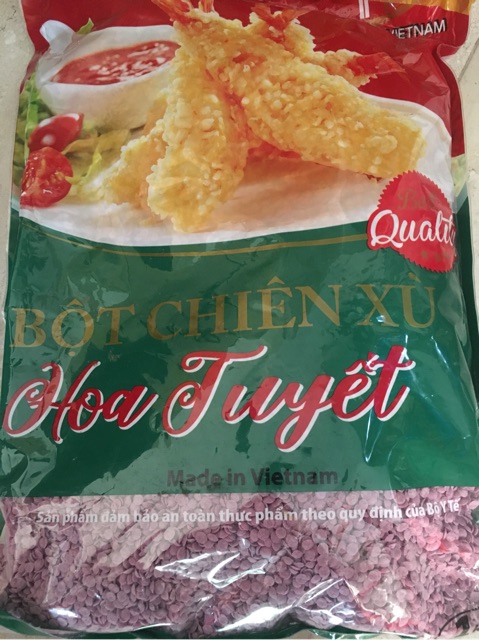 VIETNAM
Quality
BỘT CHIÊN XÙ
Hoa Tuyết
Made in Vietnam
Sản phẩm đảm bảo an toàn thực phẩm theo quy định của Bộ Y Tế